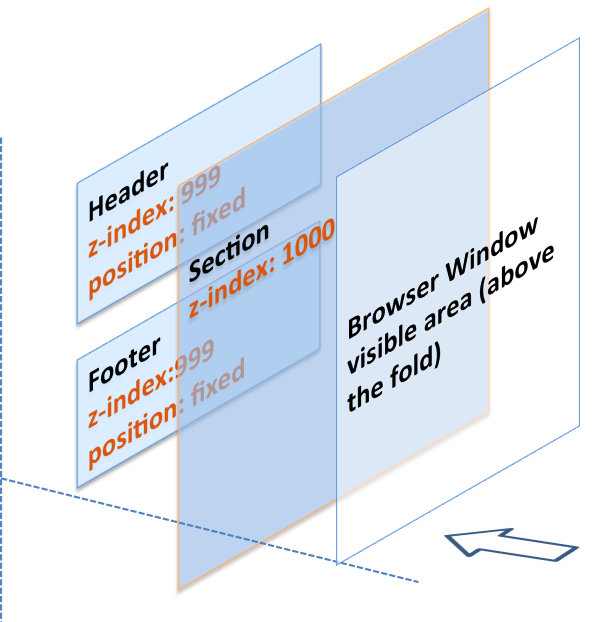 Header
z-index: 999
position: fixed
Section
z-index: 1000
Footer
z-index:999
position: fixed
Browser Window
visible area (above
the fold)